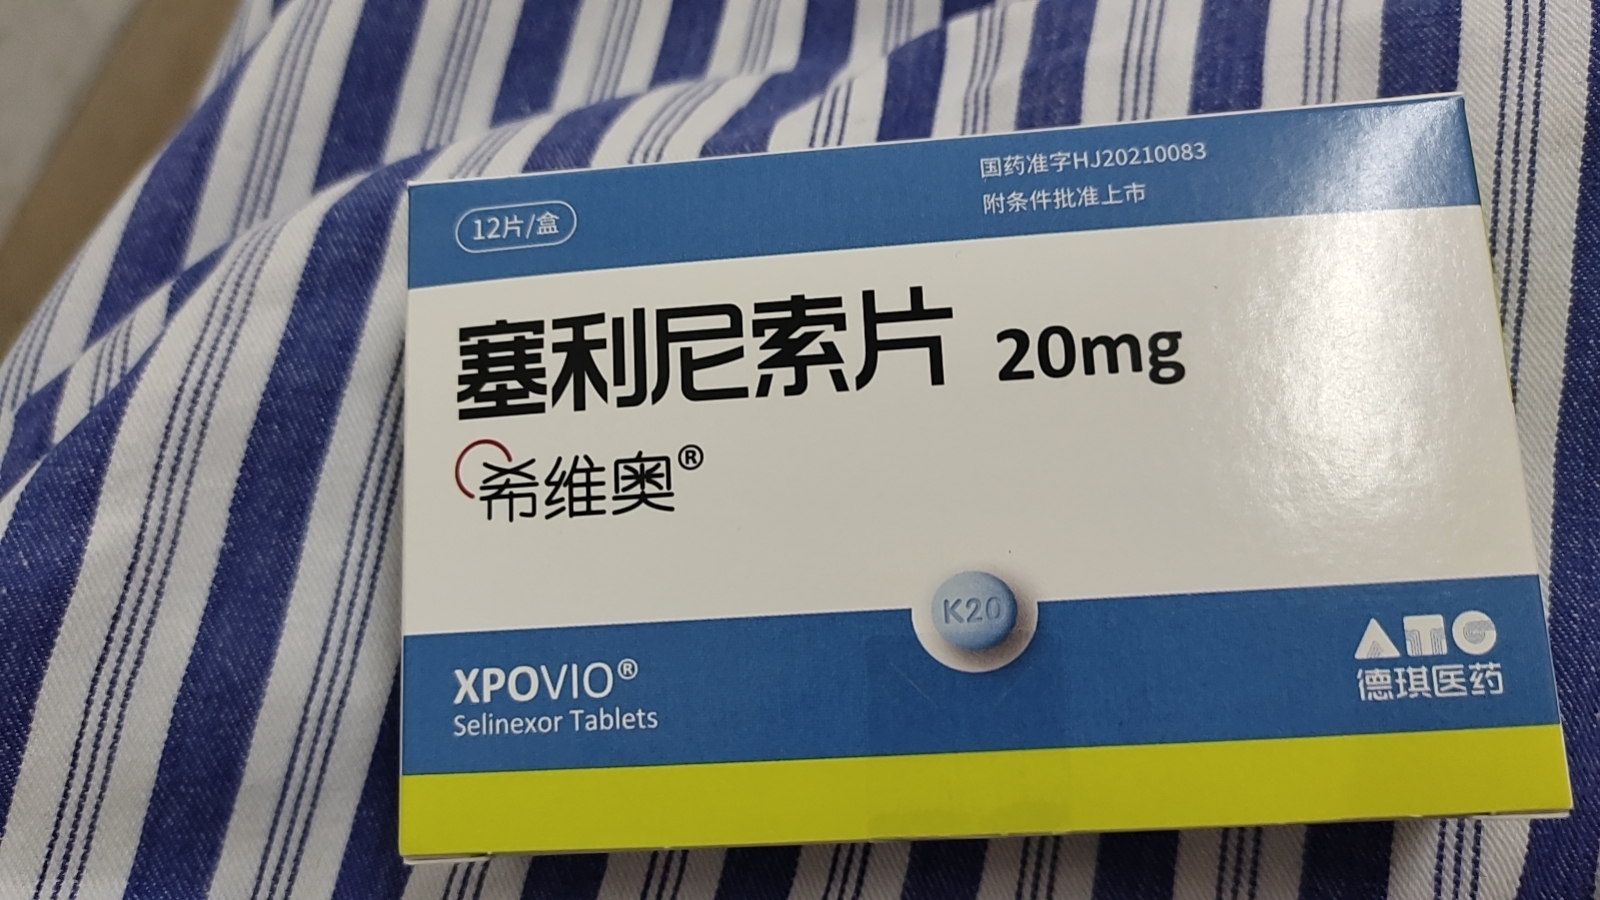 国药准字HJ20210083
附条件批准上市
12片/盒
塞利尼索片 20mg
希维奥®
K20
XPOVIO®
Selinexor Tablets
ATG
德琪医药